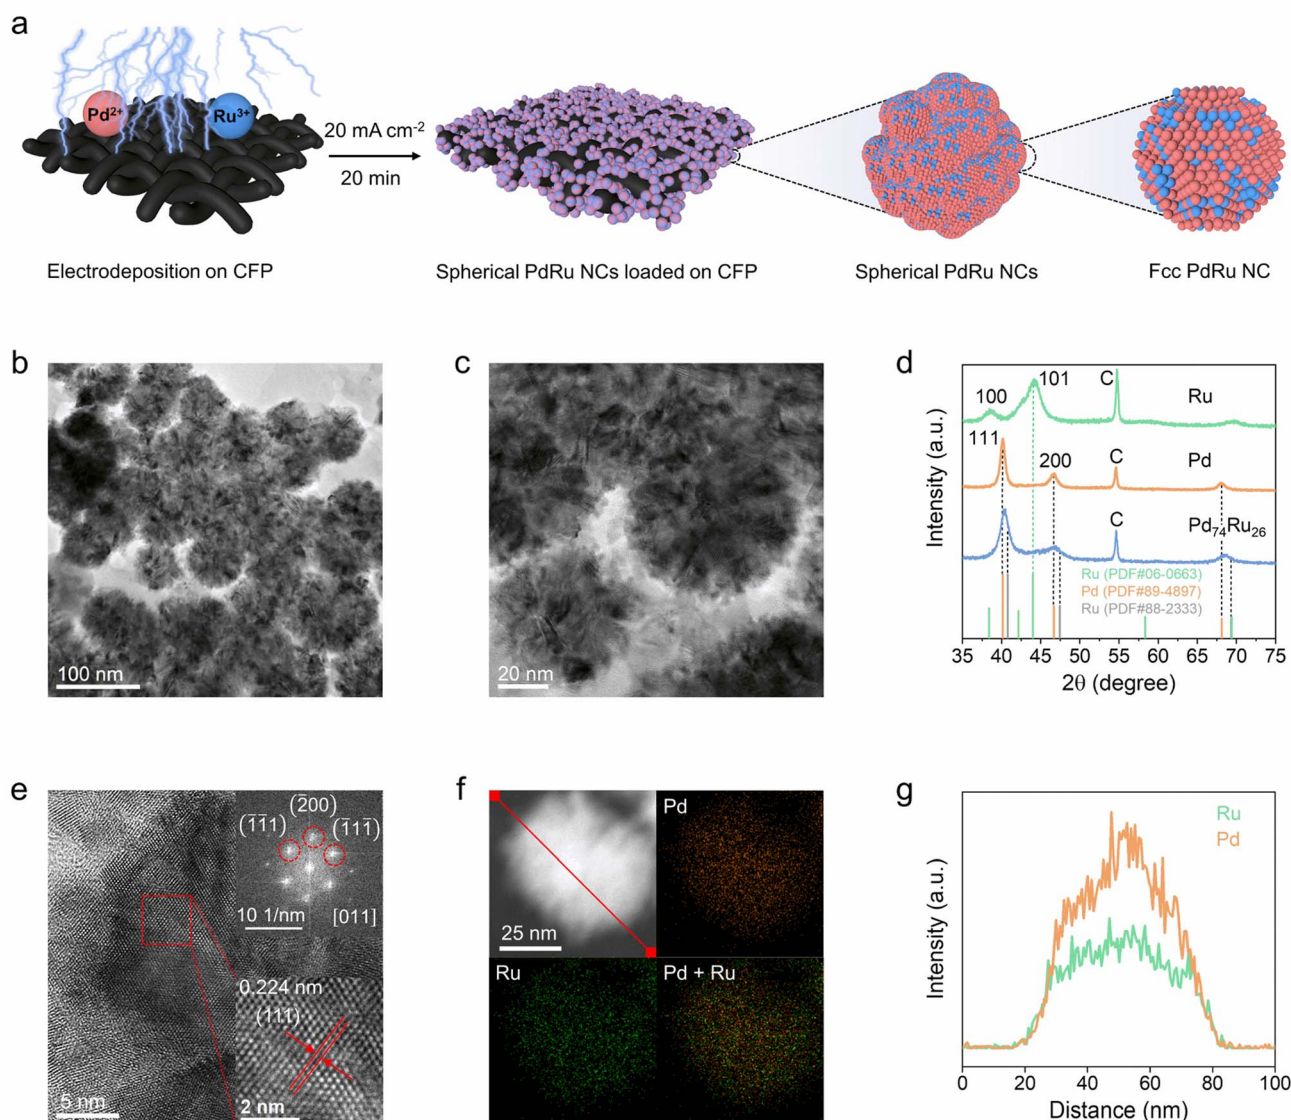 a
Pd²⁺
Ru³⁺
20 mA cm⁻²
20 min
Electrodeposition on CFP
Spherical PdRu NCs loaded on CFP
Spherical PdRu NCs
Fcc PdRu NC
b
100 nm
c
20 nm
d
Intensity (a.u.)
100
101
C
Ru
111
200
C
Pd
C
Pd₇₄Ru₂₆
Ru (PDF#06-0663)
Pd (PDF#89-4897)
Ru (PDF#88-2333)
35 40 45 50 55 60 65 70 75
2θ (degree)
e
(1̄1̄1)
(2̄00)
(1̄11̄)
10 1/nm
[011]
0.224 nm
(111)
5 nm
2 nm
f
25 nm
Pd
Ru
Pd + Ru
g
Intensity (a.u.)
Ru
Pd
0 20 40 60 80 100
Distance (nm)